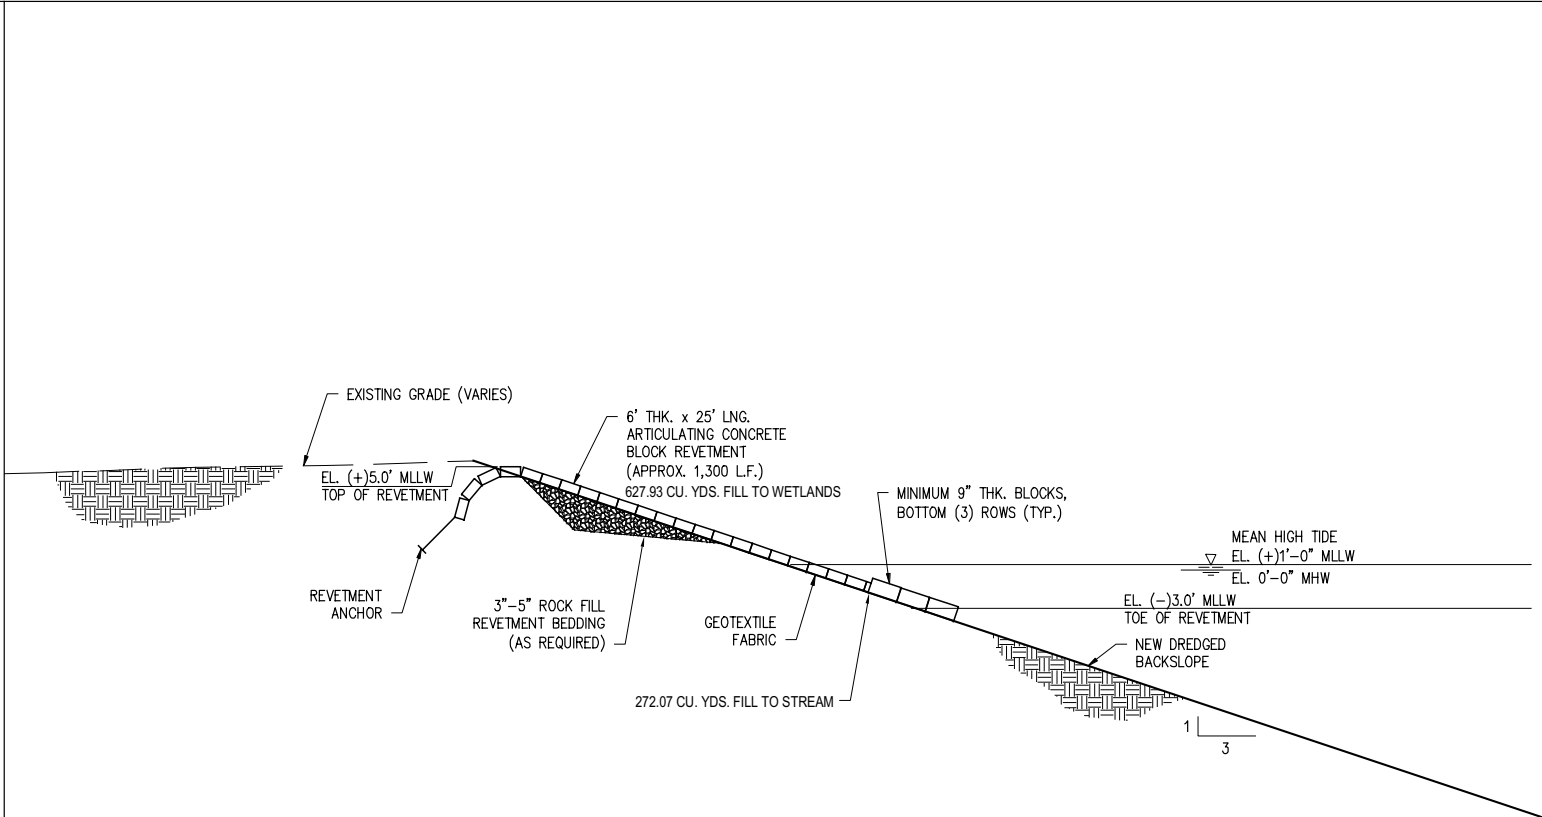 EXISTING GRADE (VARIES)
6' THK. x 25' LNG.
ARTICULATING CONCRETE
BLOCK REVETMENT
(APPROX. 1,300 L.F.)
627.93 CU. YDS. FILL TO WETLANDS
EL. (+)5.0' MLLW
TOP OF REVETMENT
MINIMUM 9" THK. BLOCKS,
BOTTOM (3) ROWS (TYP.)
MEAN HIGH TIDE
EL. (+)1'-0" MLLW
EL. 0'-0" MHW
REVETMENT
ANCHOR
3"-5" ROCK FILL
REVETMENT BEDDING
(AS REQUIRED)
GEOTEXTILE
FABRIC
EL. (-)3.0' MLLW
TOE OF REVETMENT
NEW DREDGED
BACKSLOPE
272.07 CU. YDS. FILL TO STREAM
1
3